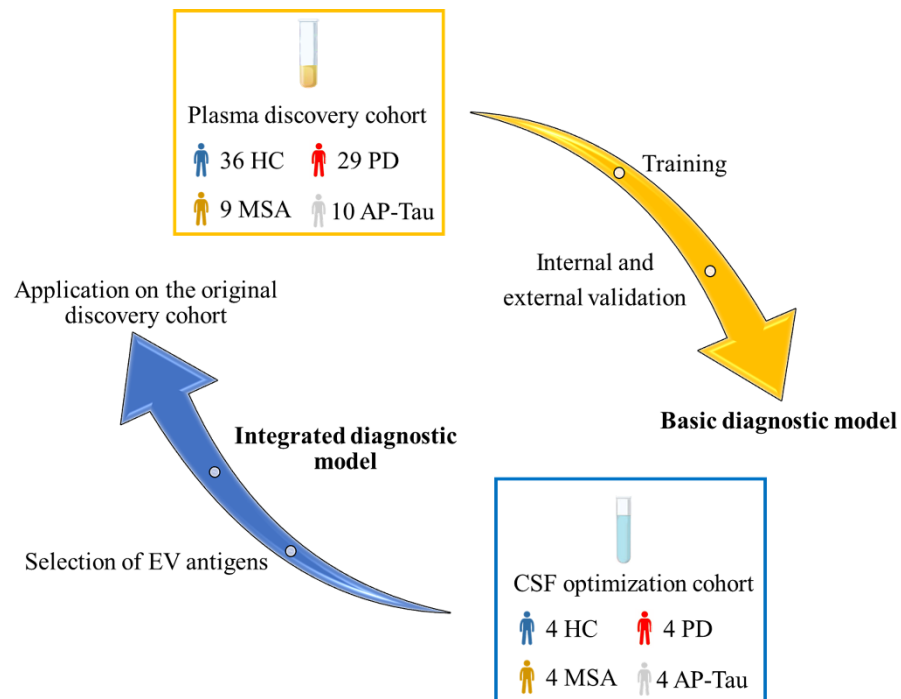 Plasma discovery cohort
36 HC
29 PD
9 MSA
10 AP-Tau
Training
Internal and
external validation
Basic diagnostic model
CSF optimization cohort
4 HC
4 PD
4 MSA
4 AP-Tau
Selection of EV antigens
Integrated diagnostic
model
Application on the original
discovery cohort